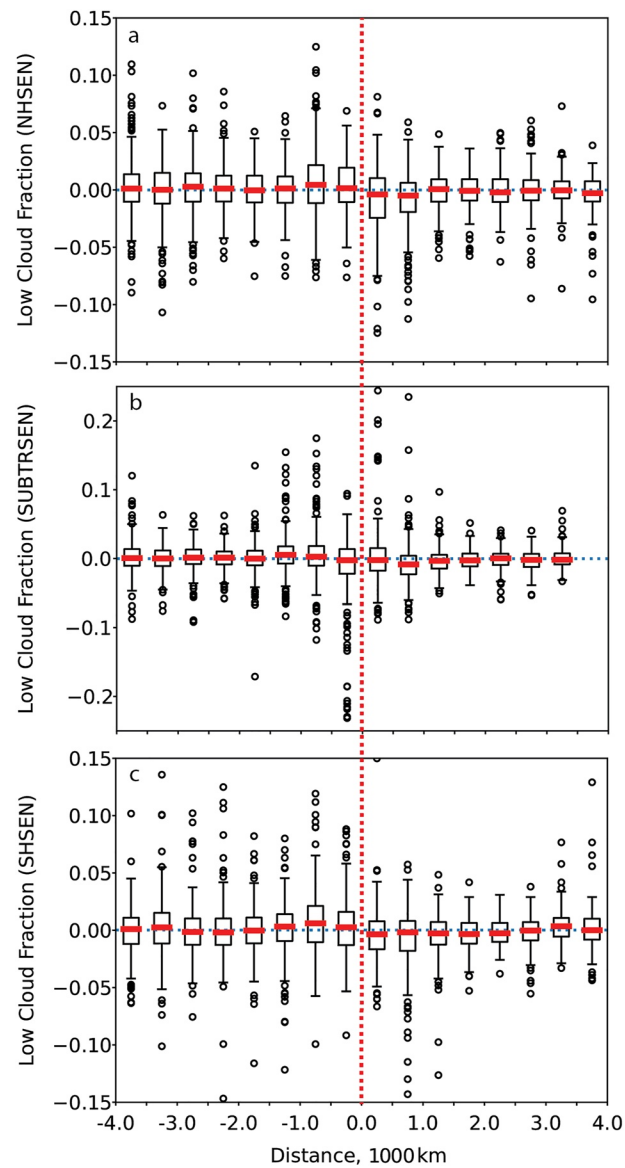 a
Low Cloud Fraction (NHSEN)
0.15
0.10
0.05
0.00
−0.05
−0.10
−0.15
b
Low Cloud Fraction (SUBTRSEN)
0.2
0.1
0.0
−0.1
−0.2
c
Low Cloud Fraction (SHSEN)
0.15
0.10
0.05
0.00
−0.05
−0.10
−0.15
-4.0 -3.0 -2.0 -1.0 0.0 1.0 2.0 3.0 4.0
Distance, 1000km